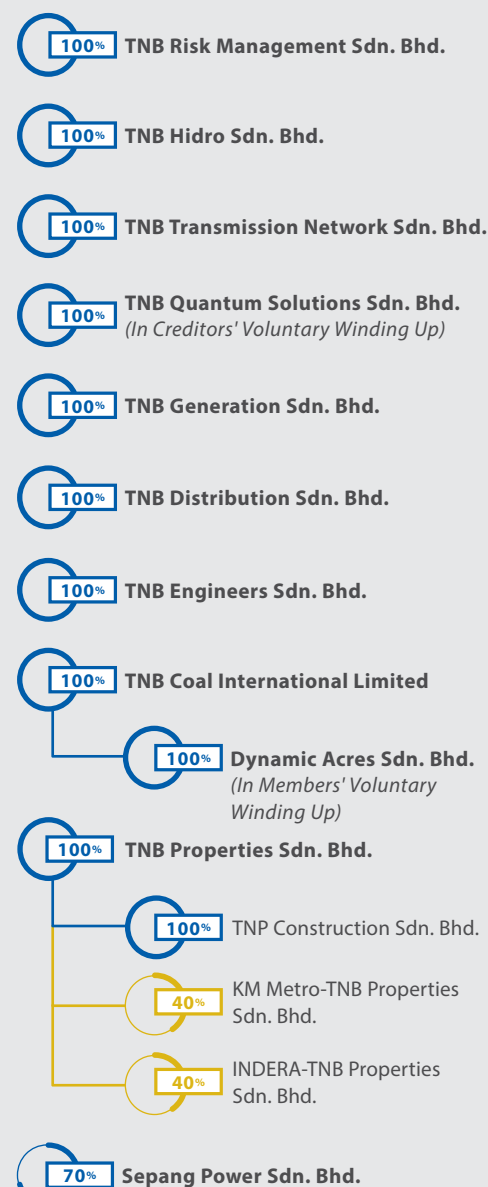 100% TNB Risk Management Sdn. Bhd.
100% TNB Hidro Sdn. Bhd.
100% TNB Transmission Network Sdn. Bhd.
100% TNB Quantum Solutions Sdn. Bhd.
(In Creditors' Voluntary Winding Up)
100% TNB Generation Sdn. Bhd.
100% TNB Distribution Sdn. Bhd.
100% TNB Engineers Sdn. Bhd.
100% TNB Coal International Limited
100% Dynamic Acres Sdn. Bhd.
(In Members' Voluntary
Winding Up)
100% TNB Properties Sdn. Bhd.
100% TNP Construction Sdn. Bhd.
40% KM Metro-TNB Properties
Sdn. Bhd.
40% INDERA-TNB Properties
Sdn. Bhd.
70% Sepang Power Sdn. Bhd.